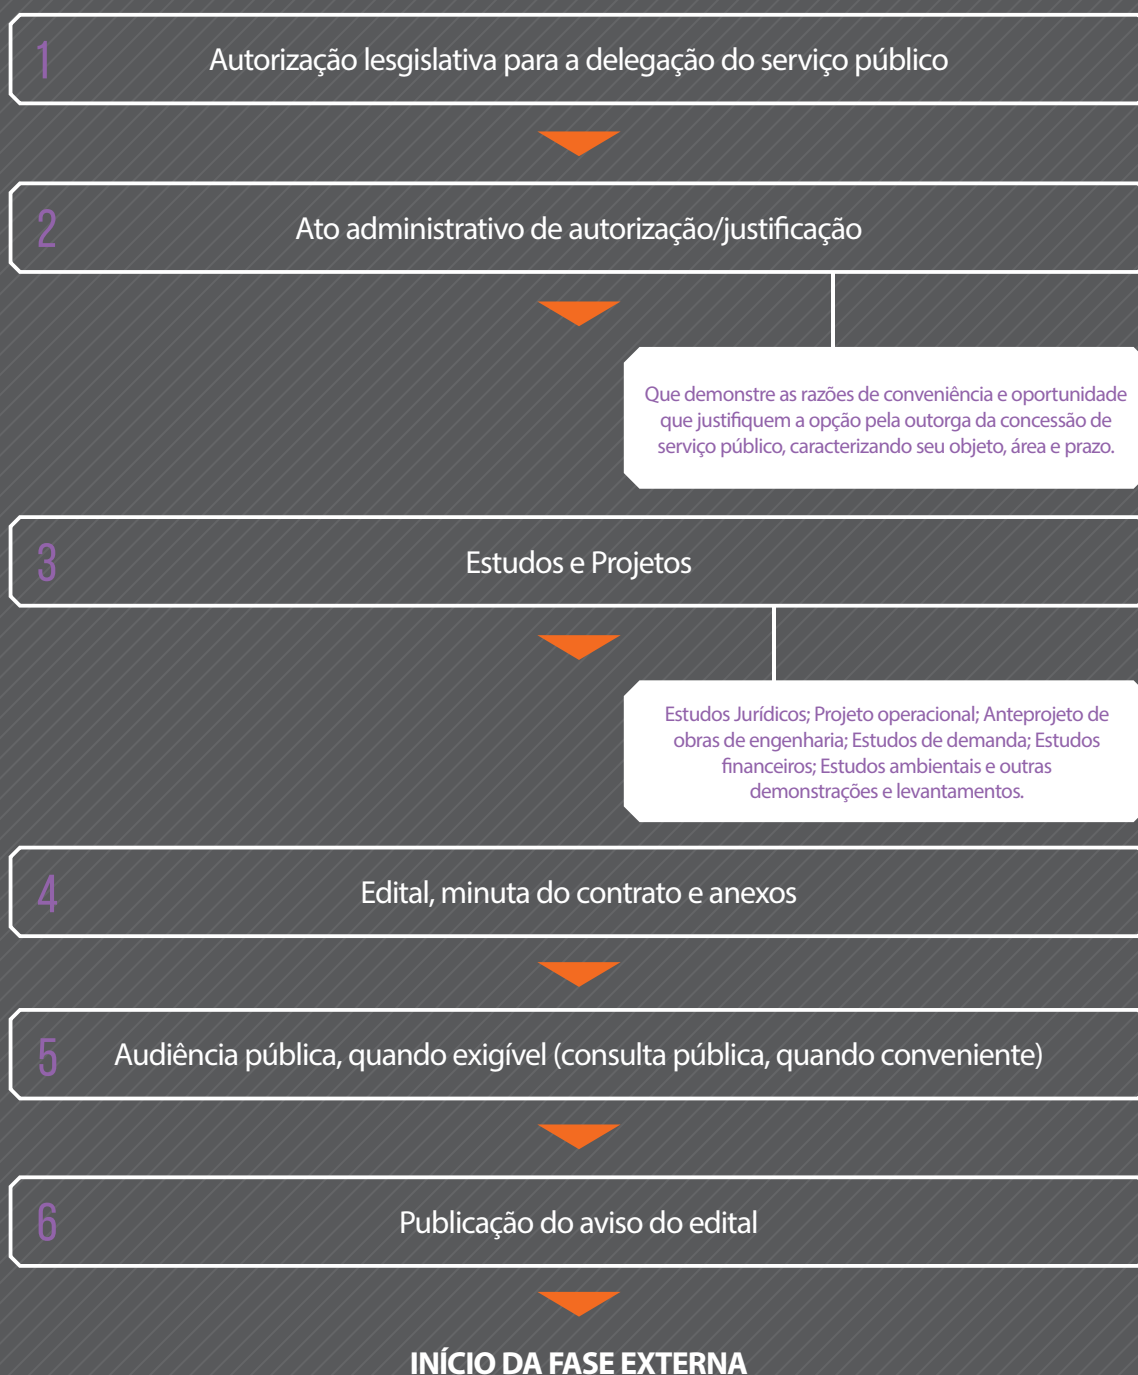 1
Autorização lesgislativa para a delegação do serviço público
2
Ato administrativo de autorização/justificação
Que demonstre as razões de conveniência e oportunidade
que justifiquem a opção pela outorga da concessão de
serviço público, caracterizando seu objeto, área e prazo.
3
Estudos e Projetos
Estudos Jurídicos; Projeto operacional; Anteprojeto de
obras de engenharia; Estudos de demanda; Estudos
financeiros; Estudos ambientais e outras
demonstrações e levantamentos.
4
Edital, minuta do contrato e anexos
5
Audiência pública, quando exigível (consulta pública, quando conveniente)
6
Publicação do aviso do edital
INÍCIO DA FASE EXTERNA